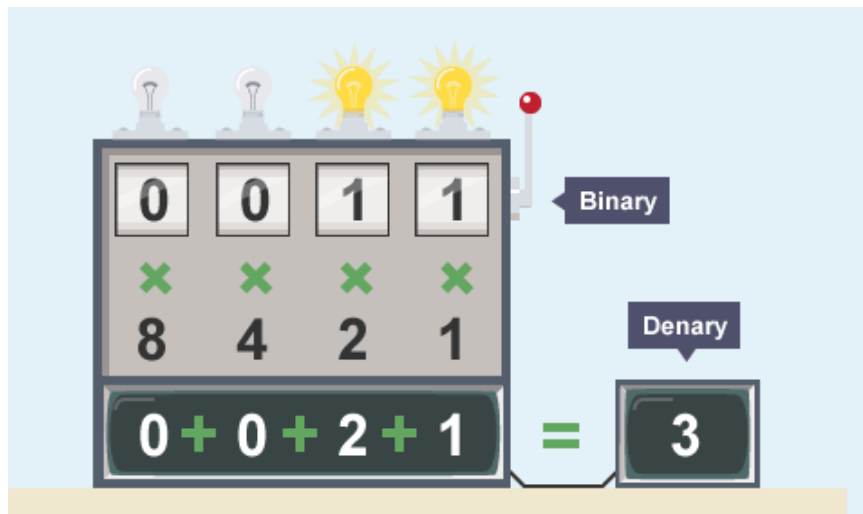 0 0 1 1
Binary
× × × ×
8 4 2 1
Denary
0 + 0 + 2 + 1 = 3